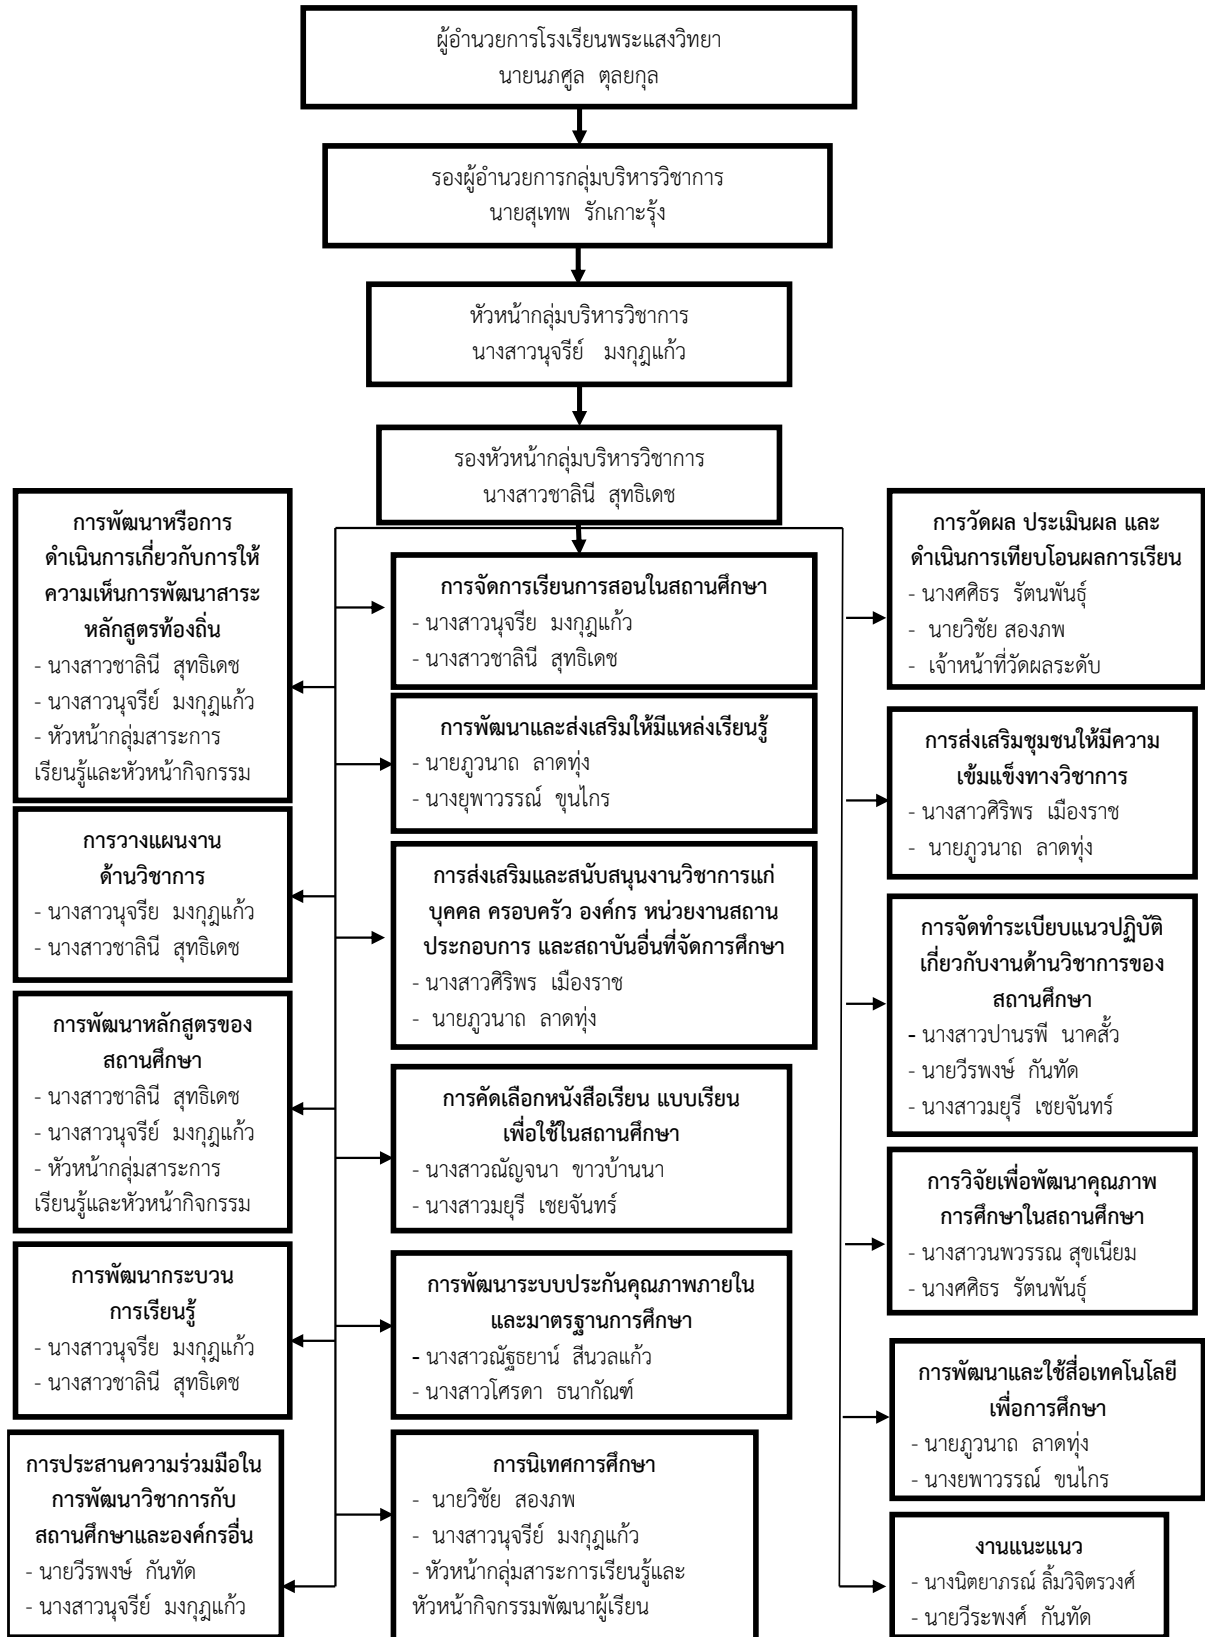 ผู้อำนวยการโรงเรียนพระแสงวิทยา
นายนภศูล  ตุลยกุล
รองผู้อำนวยการกลุ่มบริหารวิชาการ
นายสุเทพ  รักเกาะรุ้ง
หัวหน้ากลุ่มบริหารวิชาการ
นางสาวนุจรีย์  มงกุฎแก้ว
รองหัวหน้ากลุ่มบริหารวิชาการ
นางสาวชาลินี  สุทธิเดช
การพัฒนาหรือการ
ดำเนินการเกี่ยวกับการให้
ความเห็นการพัฒนาสาระ
หลักสูตรท้องถิ่น
- นางสาวชาลินี  สุทธิเดช
- นางสาวนุจรีย์  มงกุฎแก้ว
- หัวหน้ากลุ่มสาระการ
เรียนรู้และหัวหน้ากิจกรรม
การวางแผนงาน
ด้านวิชาการ
- นางสาวนุจรีย  มงกุฎแก้ว
- นางสาวชาลินี  สุทธิเดช
การพัฒนาหลักสูตรของ
สถานศึกษา
- นางสาวชาลินี  สุทธิเดช
- นางสาวนุจรีย์  มงกุฎแก้ว
- หัวหน้ากลุ่มสาระการ
เรียนรู้และหัวหน้ากิจกรรม
การพัฒนากระบวน
การเรียนรู้
- นางสาวนุจรีย  มงกุฎแก้ว
- นางสาวชาลินี  สุทธิเดช
การประสานความร่วมมือใน
การพัฒนาวิชาการกับ
สถานศึกษาและองค์กรอื่น
- นายวีรพงษ์  กันทัด
- นางสาวนุจรีย์  มงกุฎแก้ว
การจัดการเรียนการสอนในสถานศึกษา
- นางสาวนุจรีย  มงกุฎแก้ว
- นางสาวชาลินี  สุทธิเดช
การพัฒนาและส่งเสริมให้มีแหล่งเรียนรู้
- นายภูวนาถ  ลาดทุ่ง
- นางยุพาวรรณ์  ขุนไกร
การส่งเสริมและสนับสนุนงานวิชาการแก่
บุคคล ครอบครัว องค์กร หน่วยงานสถาน
ประกอบการ และสถาบันอื่นที่จัดการศึกษา
- นางสาวศิริพร  เมืองราช
-  นายภูวนาถ  ลาดทุ่ง
การคัดเลือกหนังสือเรียน แบบเรียน
เพื่อใช้ในสถานศึกษา
- นางสาวณัญจนา  ขาวบ้านนา
- นางสาวมยุรี  เชยจันทร์
การพัฒนาระบบประกันคุณภาพภายใน
และมาตรฐานการศึกษา
- นางสาวณัฐธยาน์  สีนวลแก้ว
- นางสาวโศรดา  ธนากัณฑ์
การนิเทศการศึกษา
-  นายวิชัย  สองภพ
-  นางสาวนุจรีย์  มงกุฎแก้ว
- หัวหน้ากลุ่มสาระการเรียนรู้และ
หัวหน้ากิจกรรมพัฒนาผู้เรียน
การวัดผล ประเมินผล และ
ดำเนินการเทียบโอนผลการเรียน
- นางศศิธร  รัตนพันธุ์
-  นายวิชัย สองภพ
-  เจ้าหน้าที่วัดผลระดับ
การส่งเสริมชุมชนให้มีความ
เข้มแข็งทางวิชาการ
- นางสาวศิริพร  เมืองราช
-  นายภูวนาถ  ลาดทุ่ง
การจัดทำระเบียบแนวปฏิบัติ
เกี่ยวกับงานด้านวิชาการของ
สถานศึกษา
- นางสาวปานรพี  นาคสั้ว
- นายวีรพงษ์  กันทัด
- นางสาวมยุรี  เชยจันทร์
การวิจัยเพื่อพัฒนาคุณภาพ
การศึกษาในสถานศึกษา
- นางสาวนพวรรณ สุขเนียม
- นางศศิธร  รัตนพันธุ์
การพัฒนาและใช้สื่อเทคโนโลยี
เพื่อการศึกษา
- นายภูวนาถ  ลาดทุ่ง
- นางยพาวรรณ์  ขนไกร
งานแนะแนว
- นางนิตยาภรณ์ ลิ้มวิจิตรวงศ์
- นายวีระพงศ์  กันทัด